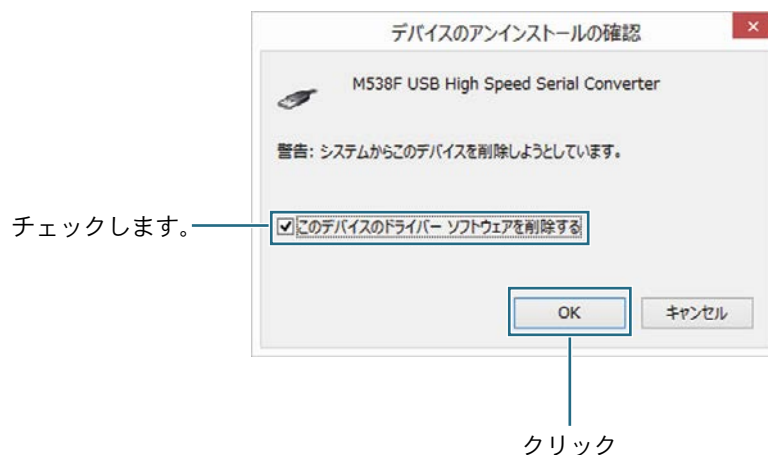 デバイスのアンインストールの確認
M538F USB High Speed Serial Converter
警告: システムからこのデバイスを削除しようとしています。
チェックします。
このデバイスのドライバー ソフトウェアを削除する
OK
キャンセル
クリック